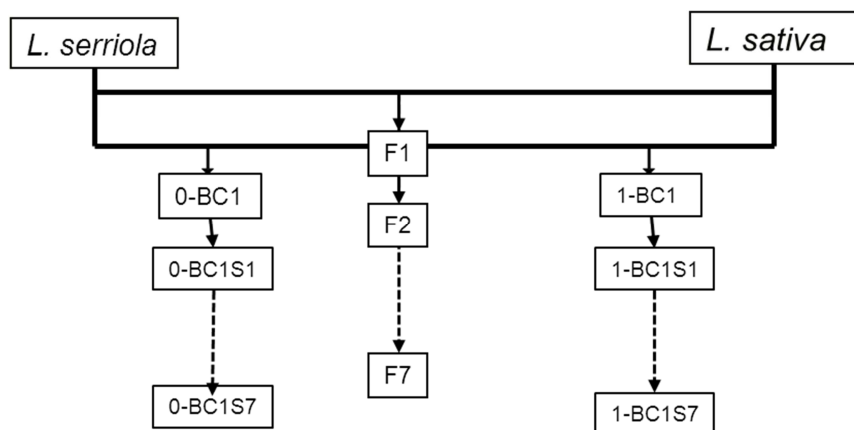 L. serriola
L. sativa
F1
0-BC1
1-BC1
F2
0-BC1S1
1-BC1S1
F7
0-BC1S7
1-BC1S7